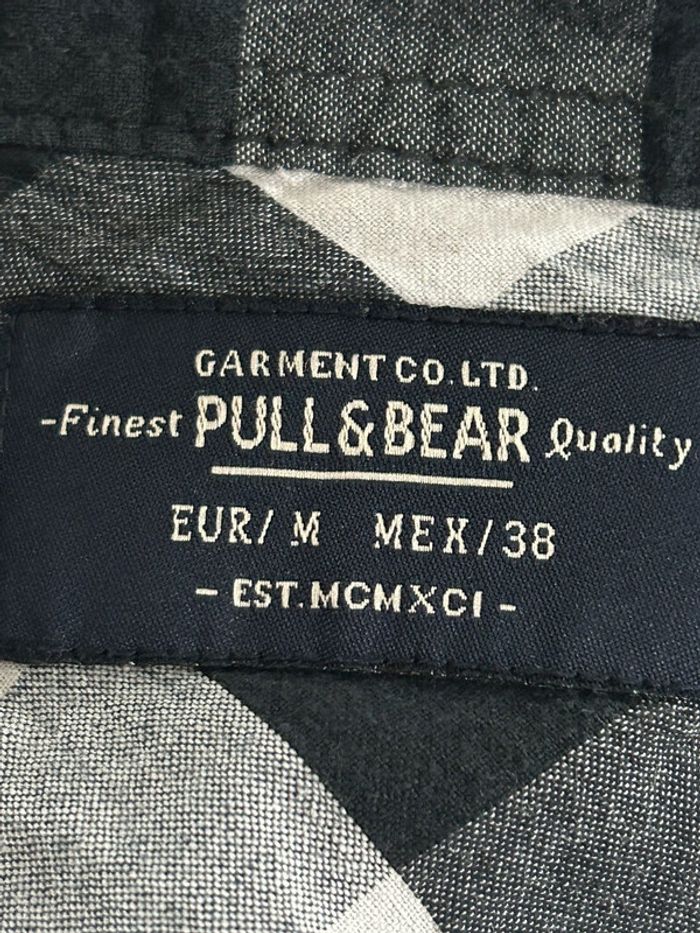 GARMENT CO. LTD.
-Finest PULL&BEAR Quality
EUR/ M MEX/38
- EST.MCMXCI -